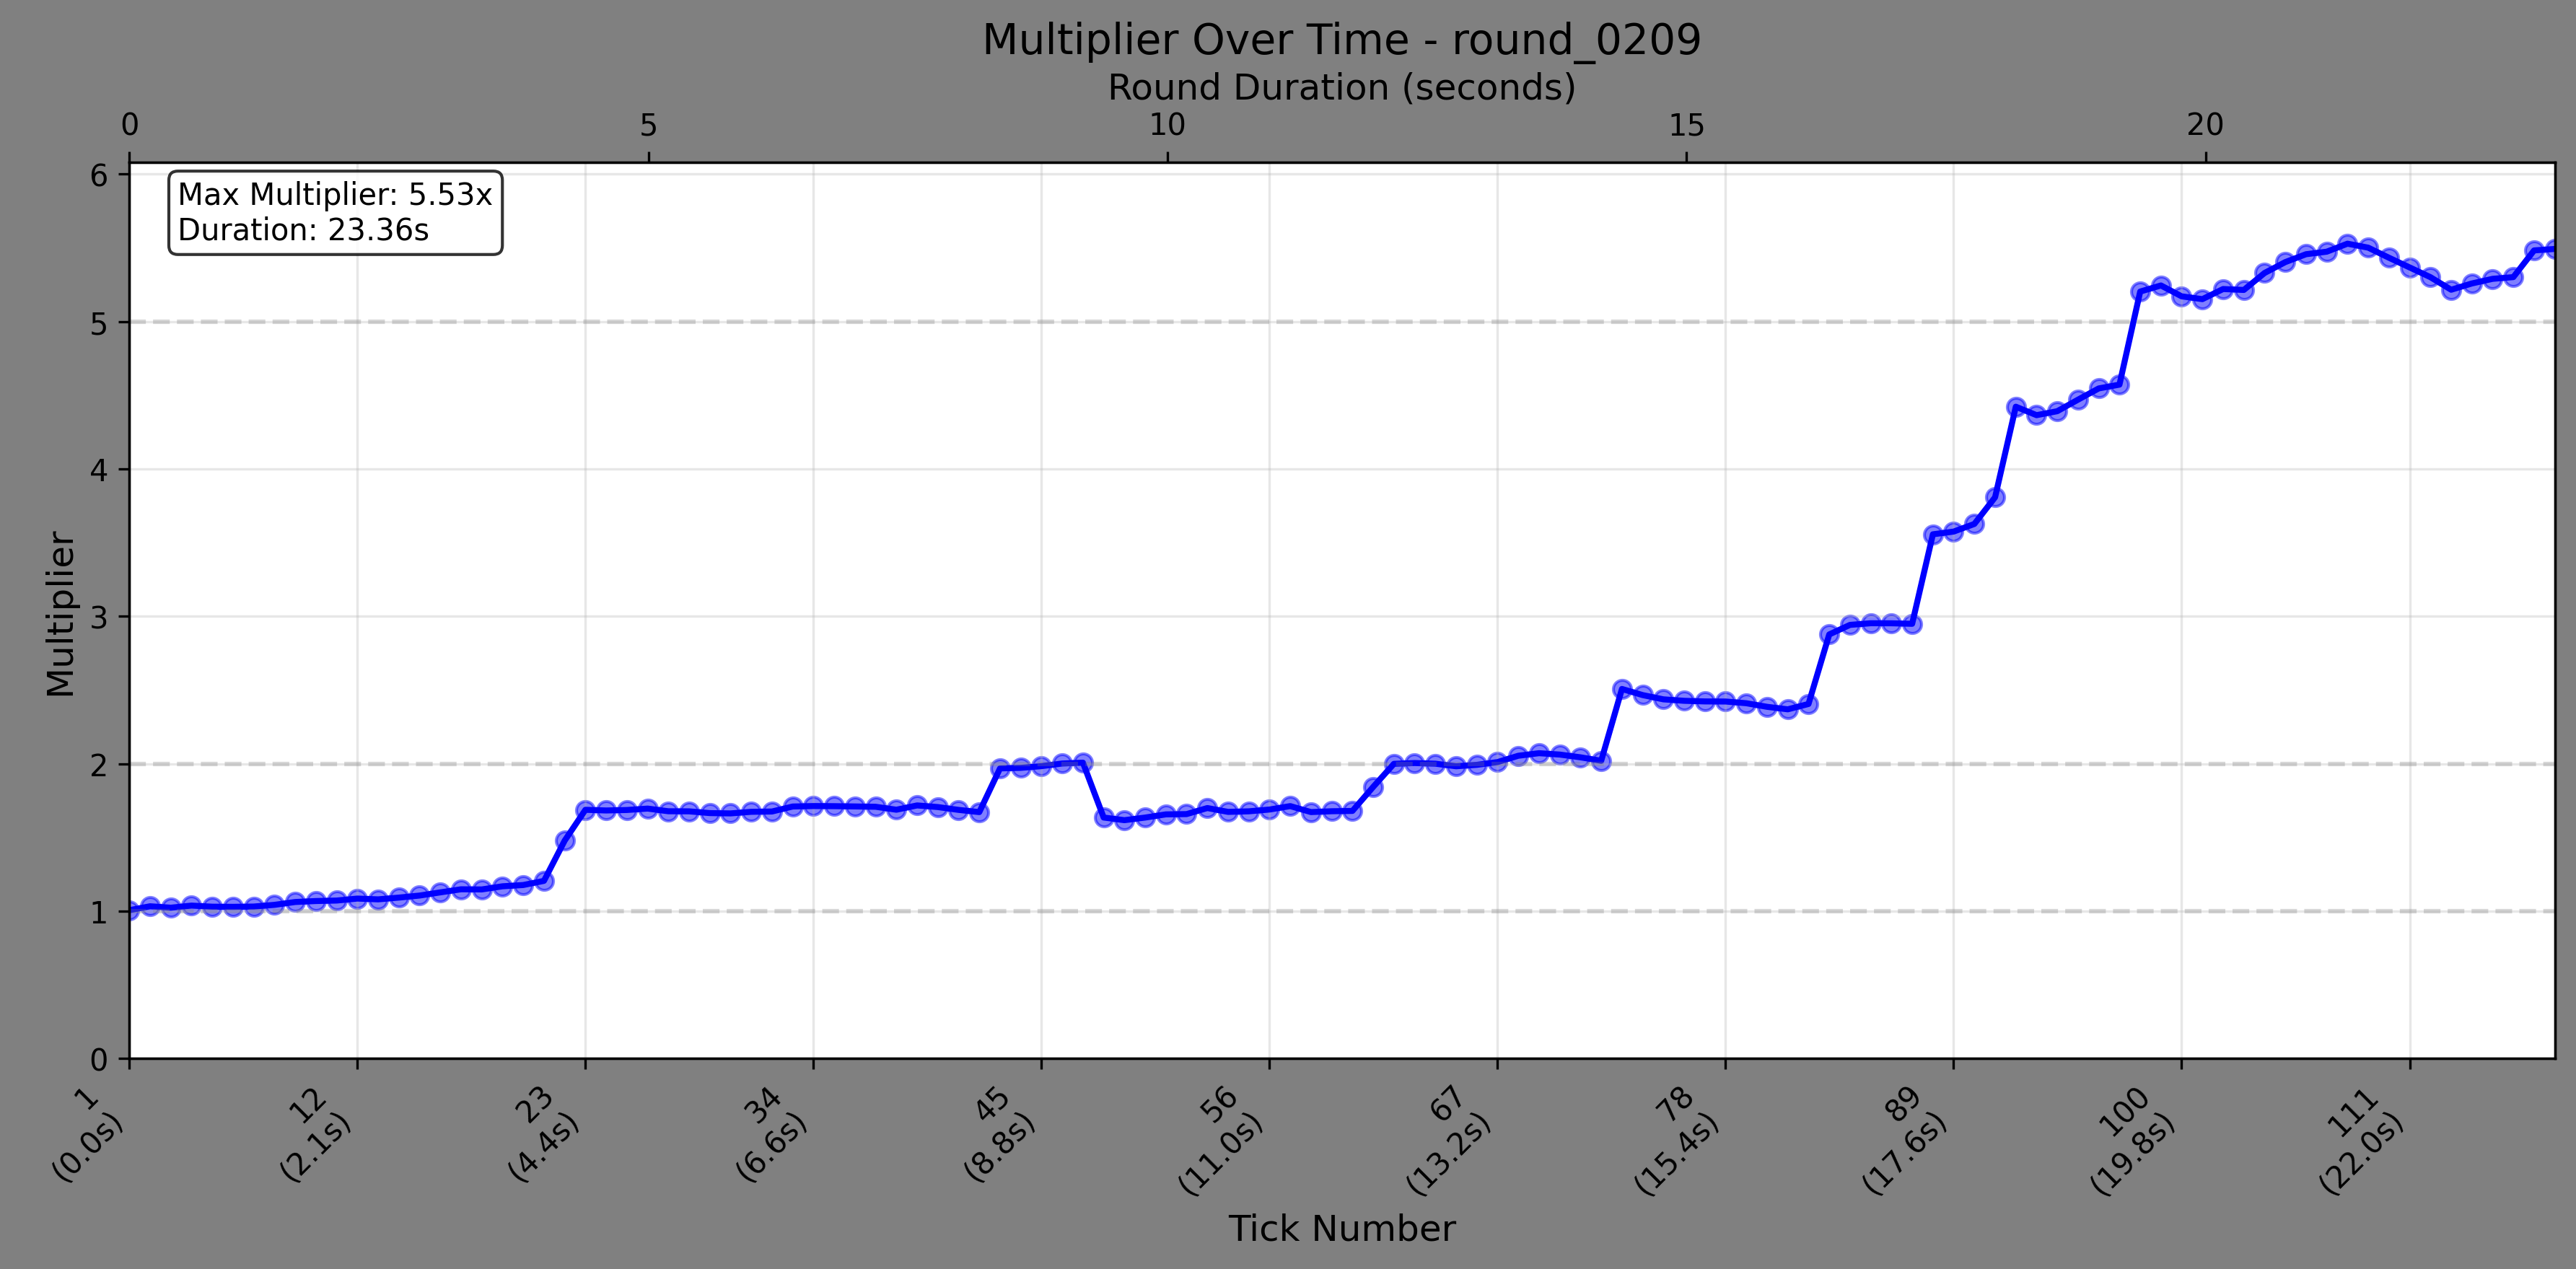 Multiplier Over Time - round_0209
Round Duration (seconds)
0 5 10 15 20
Max Multiplier: 5.53x
Duration: 23.36s
6
5
4
3
2
1
0
Multiplier
1
(0.0s)
12
(2.1s)
23
(4.4s)
34
(6.6s)
45
(8.8s)
56
(11.0s)
67
(13.2s)
78
(15.4s)
89
(17.6s)
100
(19.8s)
111
(22.0s)
Tick Number